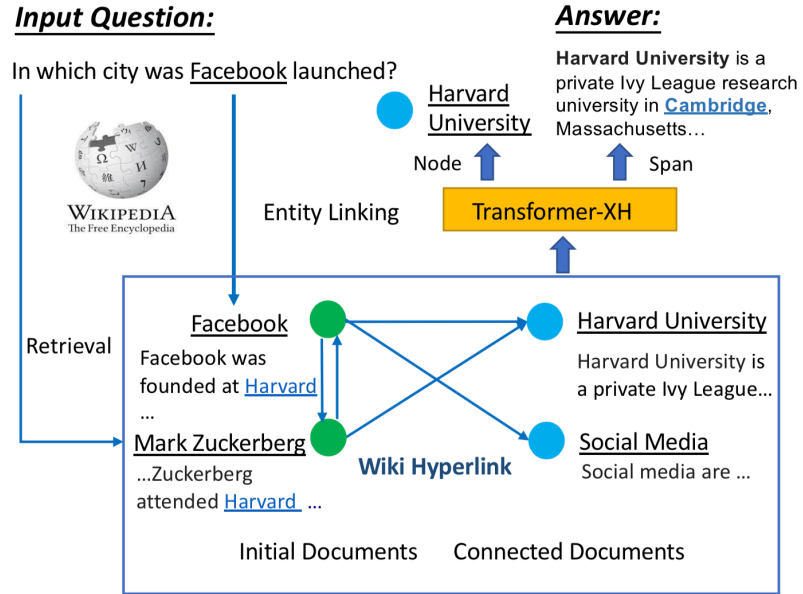 Input Question:
In which city was Facebook launched?
WIKIPEDIA
The Free Encyclopedia
Answer:
Harvard University is a
private Ivy League research
university in Cambridge,
Massachusetts…
Harvard
University
Node
Span
Entity Linking
Transformer-XH
Retrieval
Facebook
Facebook was
founded at Harvard
…
Mark Zuckerberg
…Zuckerberg
attended Harvard …
Wiki Hyperlink
Harvard University
Harvard University is
a private Ivy League…
Social Media
Social media are …
Initial Documents
Connected Documents